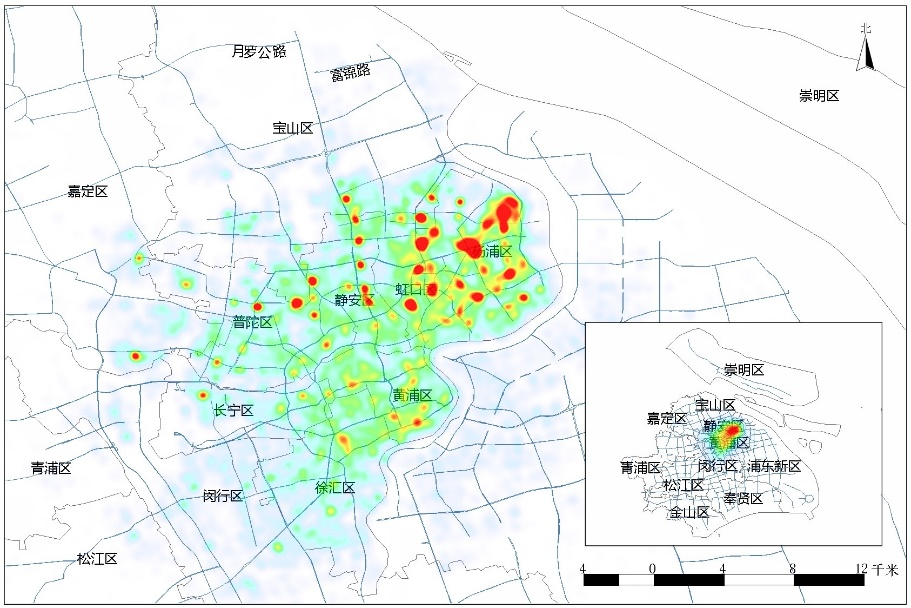 北
月罗公路
富锦路
崇明区
宝山区
嘉定区
杨浦区
静安区
虹口区
普陀区
黄浦区
长宁区
青浦区
闵行区
徐汇区
松江区
崇明区
宝山区
嘉定区
静安区
黄浦区
青浦区
闵行区
浦东新区
松江区
奉贤区
金山区
4 0 4 8 12 千米